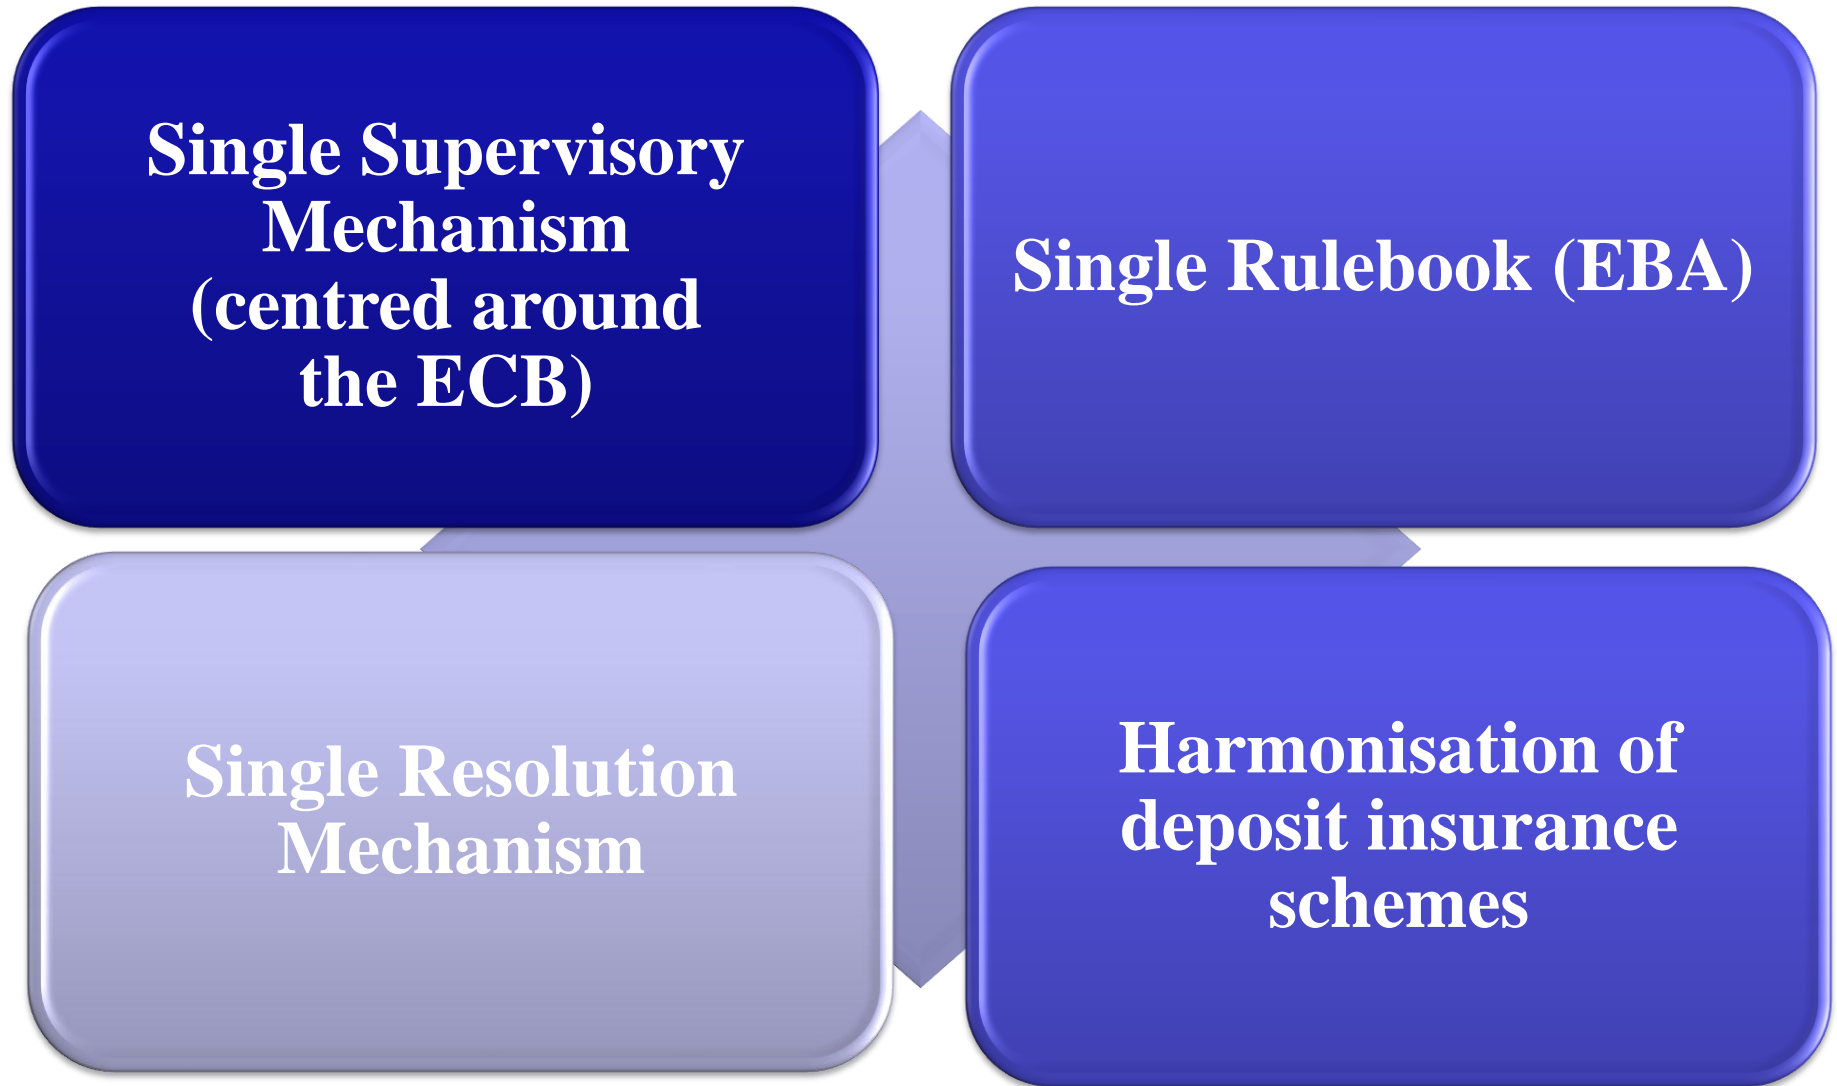 Single Supervisory
Mechanism
(centred around
the ECB)
Single Rulebook (EBA)
Single Resolution
Mechanism
Harmonisation of
deposit insurance
schemes